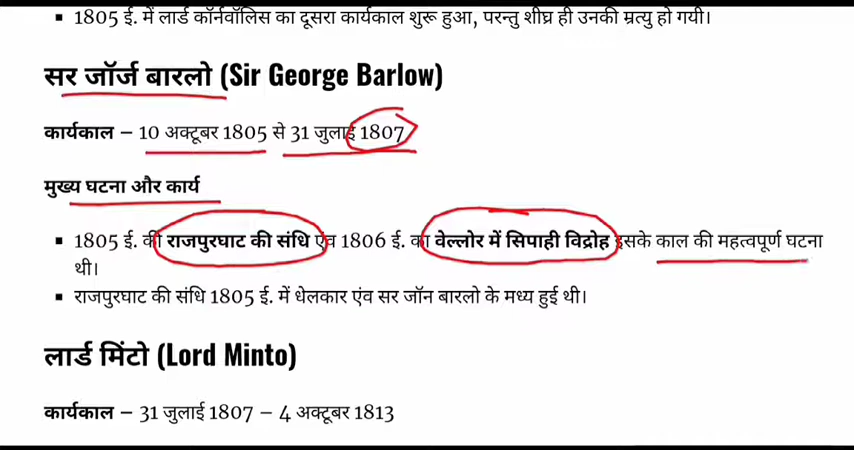 ▪ 1805 ई. में लार्ड कॉर्नवॉलिस का दूसरा कार्यकाल शुरू हुआ, परन्तु शीघ्र ही उनकी म्रत्यु हो गयी।
सर जॉर्ज बारलो (Sir George Barlow)
कार्यकाल – 10 अक्टूबर 1805 से 31 जुलाई 1807
मुख्य घटना और कार्य
▪ 1805 ई. की राजपुरघाट की संधि एंव 1806 ई. का वेल्लोर में सिपाही विद्रोह इसके काल की महत्वपूर्ण घटना
थी।
▪ राजपुरघाट की संधि 1805 ई. में धेलकार एंव सर जॉन बारलो के मध्य हुई थी।
लार्ड मिंटो (Lord Minto)
कार्यकाल – 31 जुलाई 1807 – 4 अक्टूबर 1813